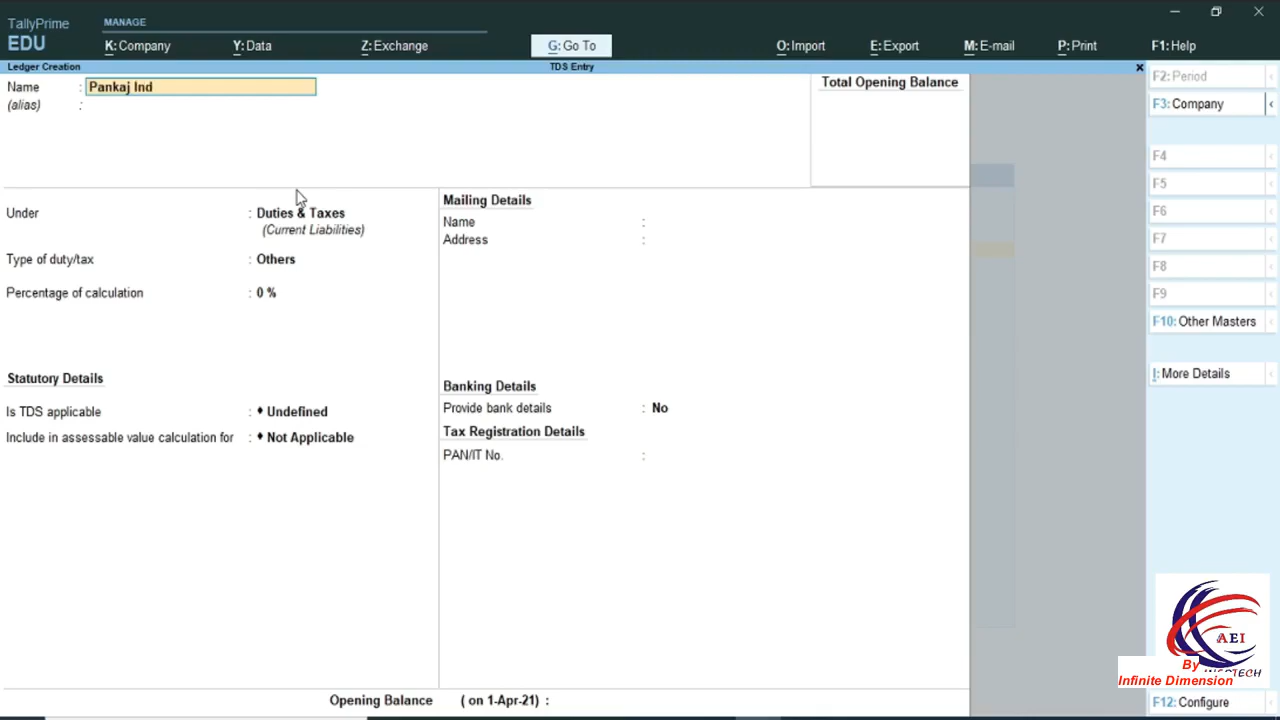 TallyPrime
EDU
MANAGE
K: Company
Y: Data
Z: Exchange
G: Go To
O: Import
E: Export
M: E-mail
P: Print
F1: Help
Ledger Creation
TDS Entry
Name : Pankaj Ind
(alias) :
Total Opening Balance
Under : Duties & Taxes
(Current Liabilities)
Type of duty/tax : Others
Percentage of calculation : 0 %
Statutory Details
Is TDS applicable : ♦ Undefined
Include in assessable value calculation for : ♦ Not Applicable
Mailing Details
Name :
Address :
Banking Details
Provide bank details : No
Tax Registration Details
PAN/IT No. :
Opening Balance ( on 1-Apr-21) :
F2: Period
F3: Company
F4
F5
F6
F7
F8
F9
F10: Other Masters
I: More Details
AEI
By
Infinite Dimension
F12: Configure